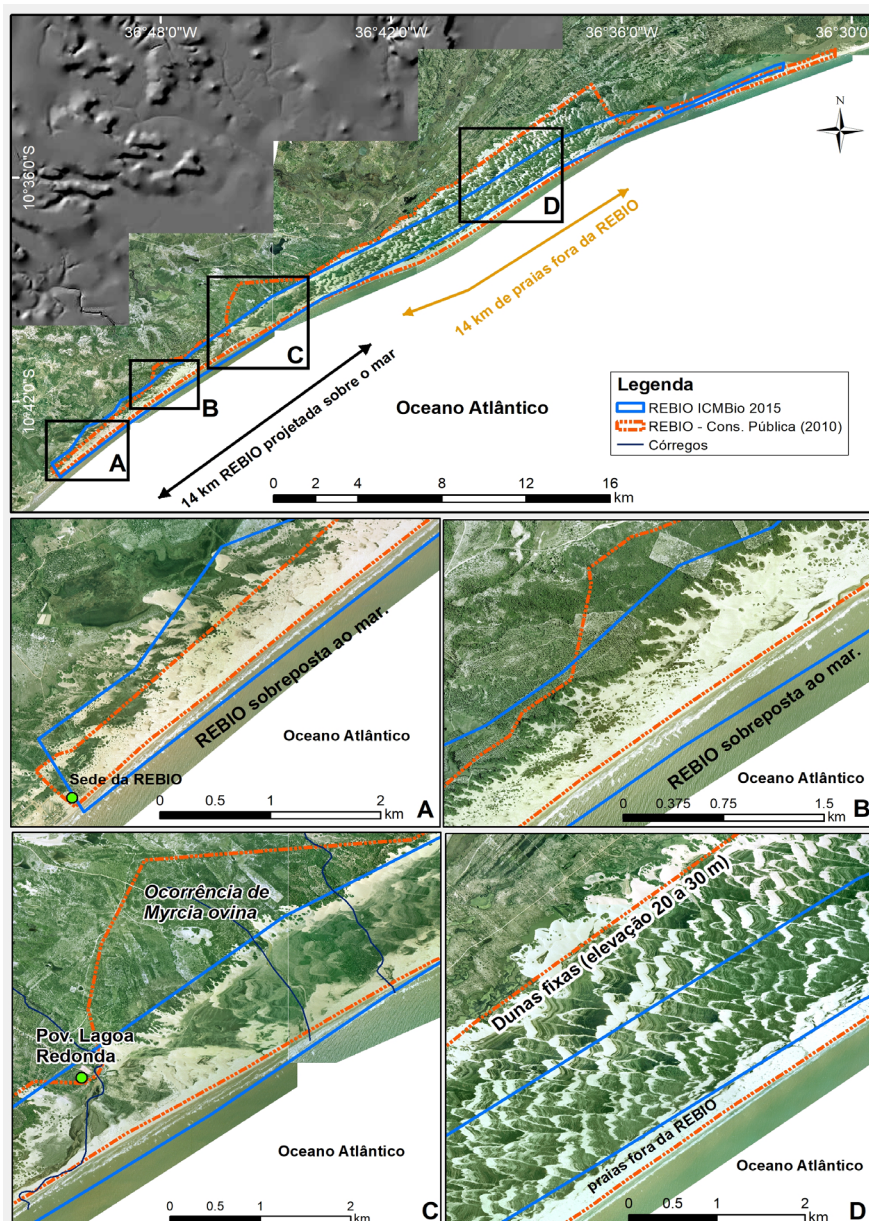 36°48'0"W
36°42'0"W
36°36'0"W
36°30'0"
10°36'0"S
10°42'0"S
N
D
14 km de praias fora da REBIO
C
B
A
14 km REBIO projetada sobre o mar
Oceano Atlântico
Legenda
REBIO ICMBio 2015
REBIO - Cons. Pública (2010)
Córregos
0 2 4 8 12 16
km
REBIO sobreposta ao mar.
Oceano Atlântico
Sede da REBIO
0 0.5 1 2
km
A
REBIO sobreposta ao mar.
Oceano Atlântico
0 0.375 0.75 1.5
km
B
Ocorrência de
Myrcia ovina
Pov. Lagoa
Redonda
Oceano Atlântico
0 0.5 1 2
km
C
Dunas fixas (elevação 20 a 30 m)
praias fora da REBIO
Oceano Atlântico
0 0.5 1 2
km
D